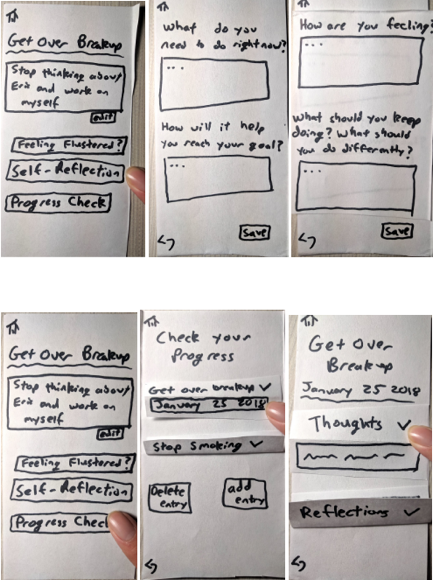 Get Over Breakup
Stop thinking about
Eric and work on
myself
edit
Feeling Flustered?
Self-Reflection
Progress Check
What do you
need to do right now?
...
How will it help
you reach your goal?
...
Save
How are you feeling?
...
What should you keep
doing? What should
you do differently?
...
Save
Get Over Breakup
Stop thinking about
Eric and work on
myself
edit
Feeling Flustered?
Self-Reflection
Progress Check
Check your
Progress
Get over breakup
January 25 2018
Stop Smoking
Delete
entry
add
entry
Get Over
Breakup
January 25 2018
Thoughts
Reflections